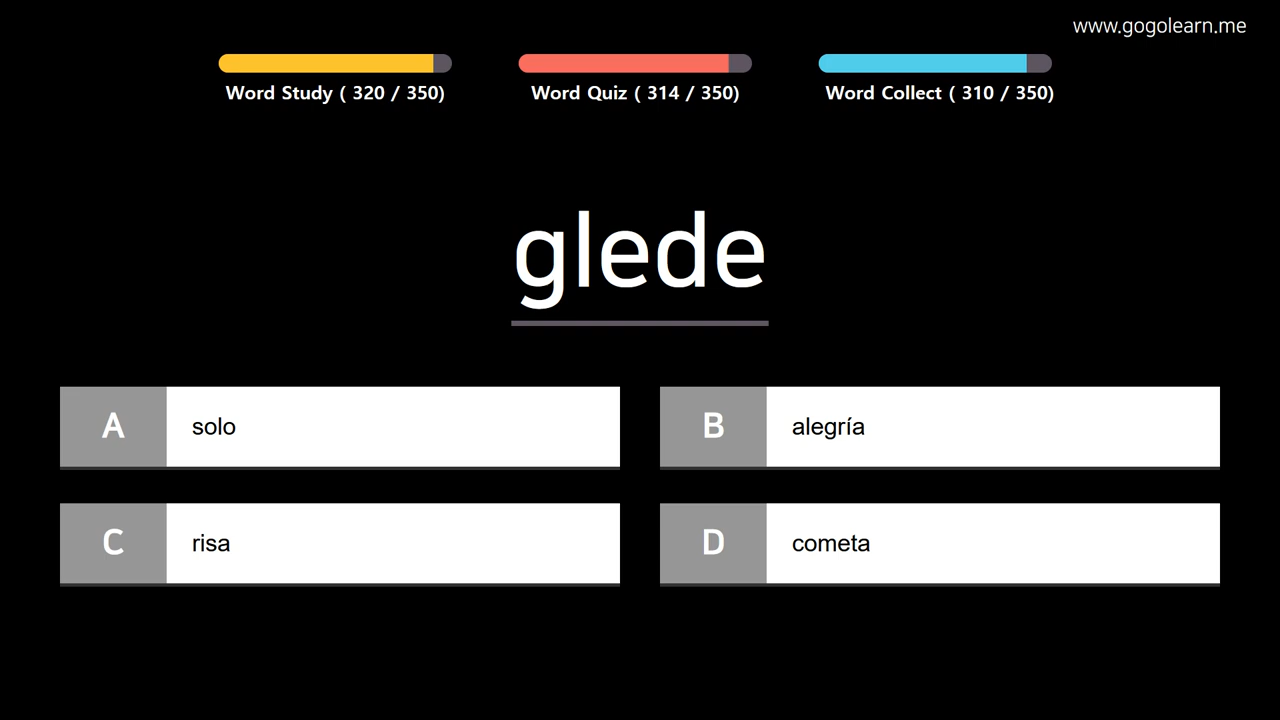 www.gogolearn.me
Word Study ( 320 / 350)
Word Quiz ( 314 / 350)
Word Collect ( 310 / 350)
glede
A
solo
B
alegría
C
risa
D
cometa